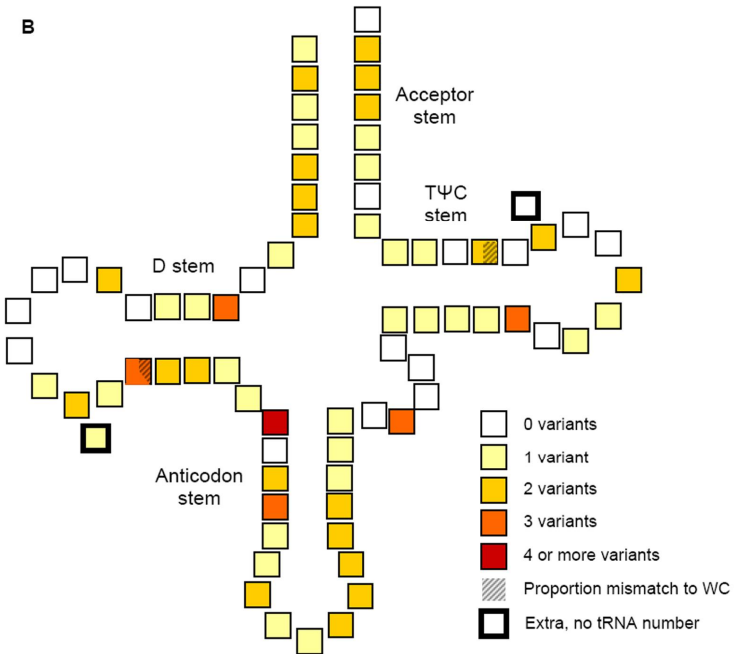 B
Acceptor
stem
TΨC
stem
D stem
Anticodon
stem
0 variants
1 variant
2 variants
3 variants
4 or more variants
Proportion mismatch to WC
Extra, no tRNA number